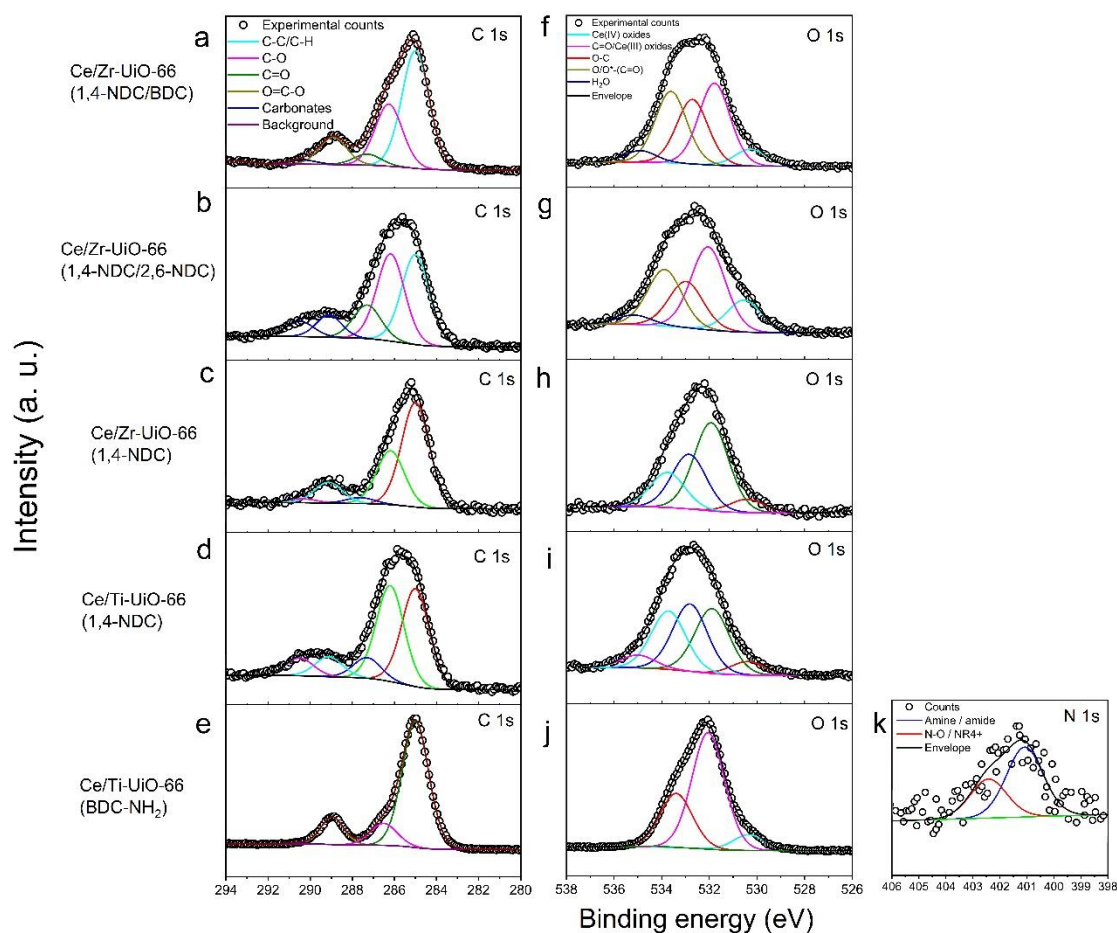 Intensity (a. u.)
a
Ce/Zr-UiO-66
(1,4-NDC/BDC)
Experimental counts
C-C/C-H
C-O
C=O
O=C-O
Carbonates
Background
C 1s
f
Experimental counts
Ce(IV) oxides
C=O/Ce(III) oxides
O-C
O/O*-(C=O)
H₂O
Envelope
O 1s
b
Ce/Zr-UiO-66
(1,4-NDC/2,6-NDC)
C 1s
g
O 1s
c
Ce/Zr-UiO-66
(1,4-NDC)
C 1s
h
O 1s
d
Ce/Ti-UiO-66
(1,4-NDC)
C 1s
i
O 1s
e
Ce/Ti-UiO-66
(BDC-NH₂)
C 1s
j
O 1s
k
Counts
Amine / amide
N-O / NR4+
Envelope
N 1s
294 292 290 288 286 284 282 280
538 536 534 532 530 528 526
406 405 404 403 402 401 400 399 398
Binding energy (eV)